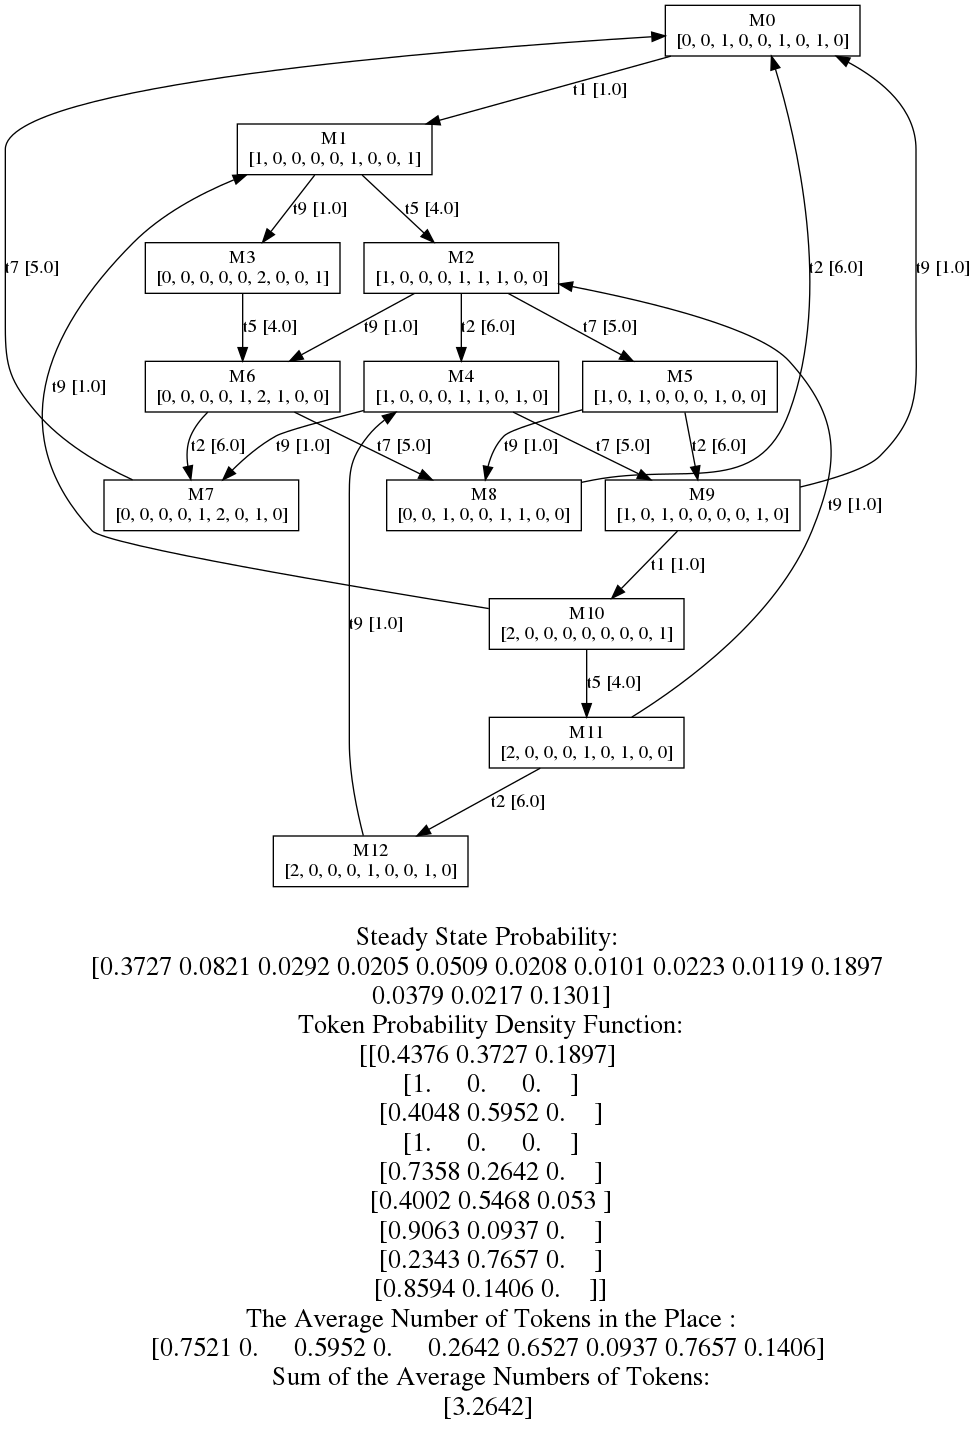 M0
[0, 0, 1, 0, 0, 1, 0, 1, 0]
t1 [1.0]
M1
[1, 0, 0, 0, 0, 1, 0, 0, 1]
t9 [1.0]
t5 [4.0]
M3
[0, 0, 0, 0, 0, 2, 0, 0, 1]
M2
[1, 0, 0, 0, 1, 1, 1, 0, 0]
t7 [5.0]
t2 [6.0]
t9 [1.0]
t5 [4.0]
t9 [1.0]
t2 [6.0]
t7 [5.0]
M6
[0, 0, 0, 0, 1, 2, 1, 0, 0]
M4
[1, 0, 0, 0, 1, 1, 0, 1, 0]
M5
[1, 0, 1, 0, 0, 0, 1, 0, 0]
t9 [1.0]
t2 [6.0]
t9 [1.0]
t7 [5.0]
t9 [1.0]
t7 [5.0]
t2 [6.0]
M7
[0, 0, 0, 0, 1, 2, 0, 1, 0]
M8
[0, 0, 1, 0, 0, 1, 1, 0, 0]
M9
[1, 0, 1, 0, 0, 0, 0, 1, 0]
t9 [1.0]
t1 [1.0]
M10
[2, 0, 0, 0, 0, 0, 0, 0, 1]
t9 [1.0]
t5 [4.0]
M11
[2, 0, 0, 0, 1, 0, 1, 0, 0]
t2 [6.0]
M12
[2, 0, 0, 0, 1, 0, 0, 1, 0]
Steady State Probability:
[0.3727 0.0821 0.0292 0.0205 0.0509 0.0208 0.0101 0.0223 0.0119 0.1897
0.0379 0.0217 0.1301]
Token Probability Density Function:
[[0.4376 0.3727 0.1897]
[1. 0. 0. ]
[0.4048 0.5952 0. ]
[1. 0. 0. ]
[0.7358 0.2642 0. ]
[0.4002 0.5468 0.053 ]
[0.9063 0.0937 0. ]
[0.2343 0.7657 0. ]
[0.8594 0.1406 0. ]]
The Average Number of Tokens in the Place :
[0.7521 0. 0.5952 0. 0.2642 0.6527 0.0937 0.7657 0.1406]
Sum of the Average Numbers of Tokens:
[3.2642]